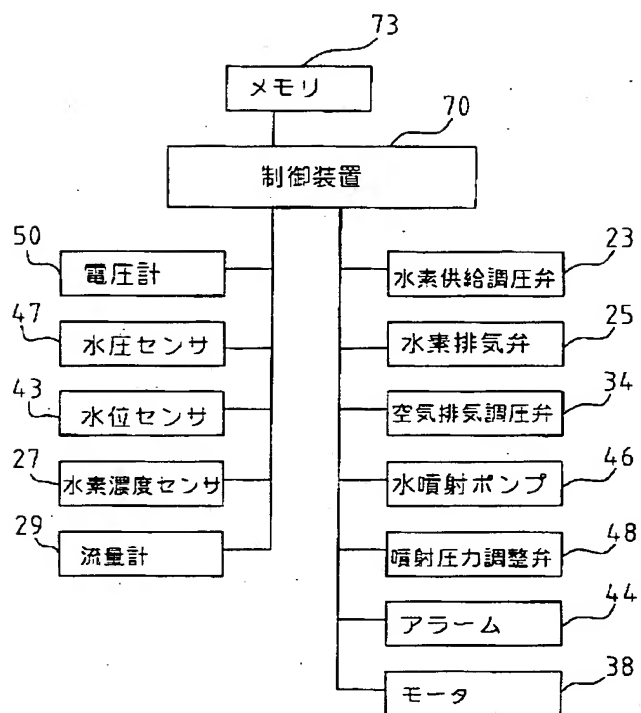 73
メモリ
70
制御装置
50
電圧計
47
水圧センサ
43
水位センサ
27
水素濃度センサ
29
流量計
23
水素供給調圧弁
25
水素排気弁
34
空気排気調圧弁
46
水噴射ポンプ
48
噴射圧力調整弁
44
アラーム
38
モータ